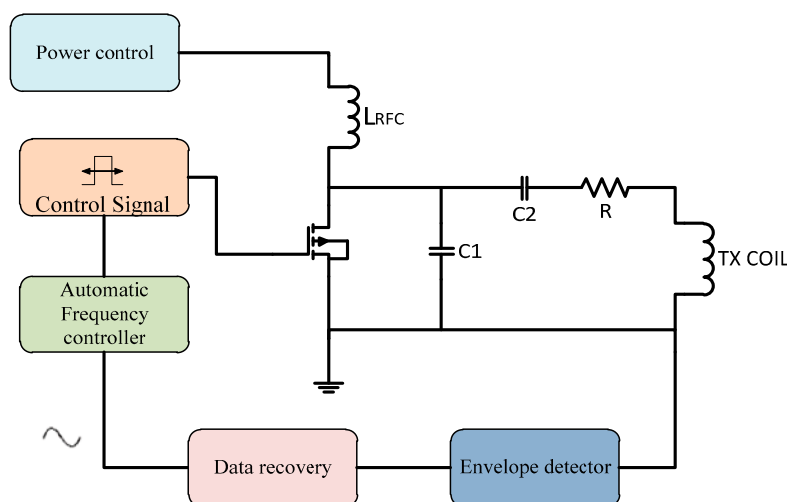 Power control
LRFC
Control Signal
C2
R
C1
TX COIL
Automatic
Frequency
controller
Data recovery
Envelope detector